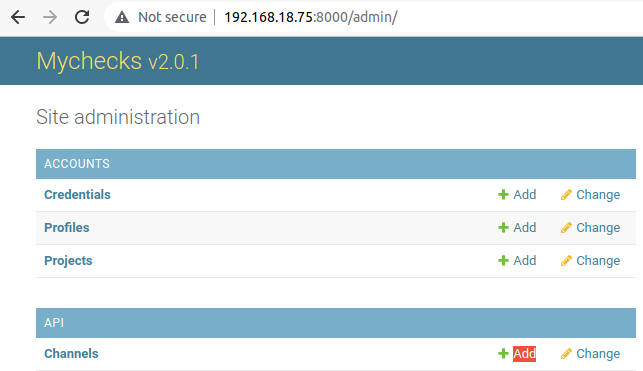 Not secure | 192.168.18.75:8000/admin/
Mychecks v2.0.1
Site administration
ACCOUNTS
Credentials Add Change
Profiles Add Change
Projects Add Change
API
Channels Add Change